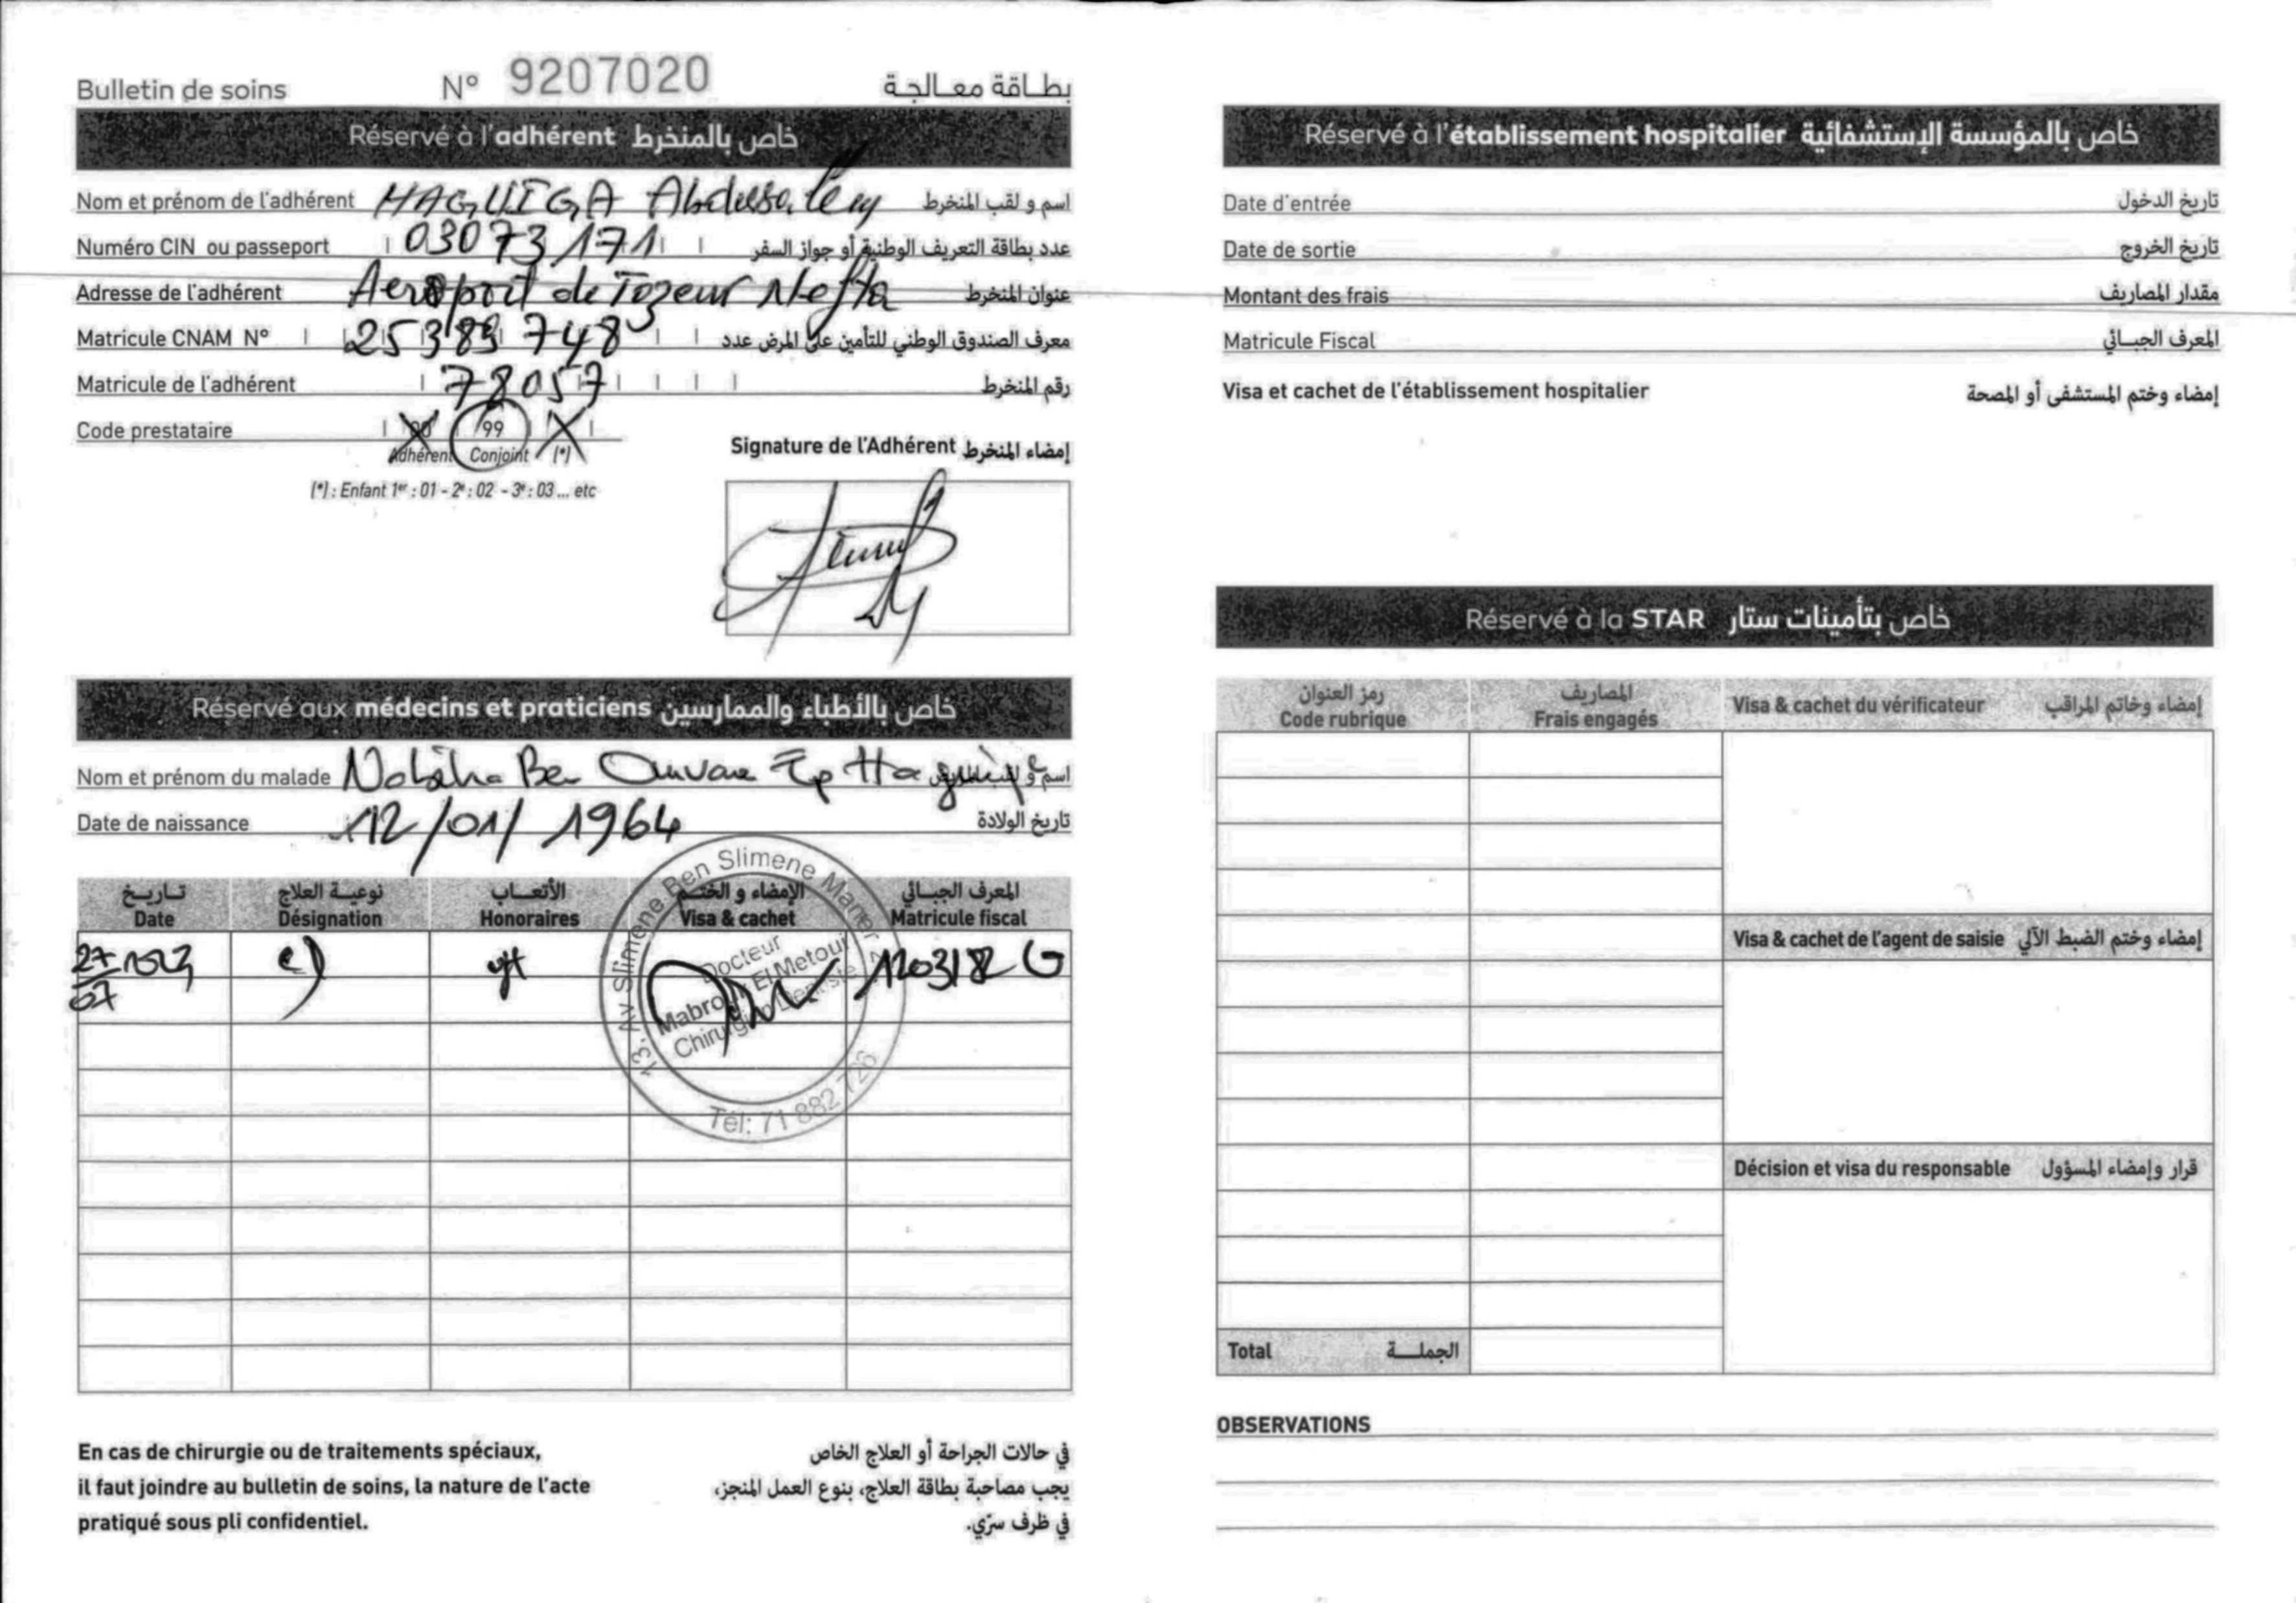 Bulletin de soins N° 9207020 بطاقة معالجة
Réservé à l'adhérent خاص بالمنخرط
Nom et prénom de l'adhérent HAGUIGA Abdessalem اسم و لقب المنخرط
Numéro CIN ou passeport 03073171 عدد بطاقة التعريف الوطنية أو جواز السفر
Adresse de l'adhérent Aeroport de Tozeur Nefta عنوان المنخرط
Matricule CNAM N° 25389748 معرف الصندوق الوطني للتأمين على المرض عدد
Matricule de l'adhérent 78057 رقم المنخرط
Code prestataire 00 99
Adhérent Conjoint (*)
(*) : Enfant 1er : 01 - 2e : 02 - 3e : 03 ... etc
Signature de l'Adhérent إمضاء المنخرط
Réservé aux médecins et praticiens خاص بالأطباء والممارسين
Nom et prénom du malade Nabiha Ben Ep اسم و لقب المريض
Date de naissance 12/01/1964 تاريخ الولادة
تاريخ نوعية العلاج الأتعاب الإمضاء و الختم المعرف الجبائي
Date Désignation Honoraires Visa & cachet Matricule fiscal
27 07
13, Av Slimene Ben Slimene Manar 2
Docteur
Mabrouk El Metoui
Chirurgien Dentiste
Tél: 71 882 726
En cas de chirurgie ou de traitements spéciaux,
il faut joindre au bulletin de soins, la nature de l'acte
pratiqué sous pli confidentiel.
في حالات الجراحة أو العلاج الخاص
يجب مصاحبة بطاقة العلاج، بنوع العمل المنجز،
في ظرف سرّي.
Réservé à l'établissement hospitalier خاص بالمؤسسة الإستشفائية
Date d'entrée تاريخ الدخول
Date de sortie تاريخ الخروج
Montant des frais مقدار المصاريف
Matricule Fiscal المعرف الجبائي
Visa et cachet de l'établissement hospitalier إمضاء وختم المستشفى أو المصحة
Réservé à la STAR خاص بتأمينات ستار
رمز العنوان المصاريف
Code rubrique Frais engagés Visa & cachet du vérificateur إمضاء وخاتم المراقب
Visa & cachet de l'agent de saisie إمضاء وختم الضبط الآلي
Décision et visa du responsable قرار وإمضاء المسؤول
Total الجملة
OBSERVATIONS